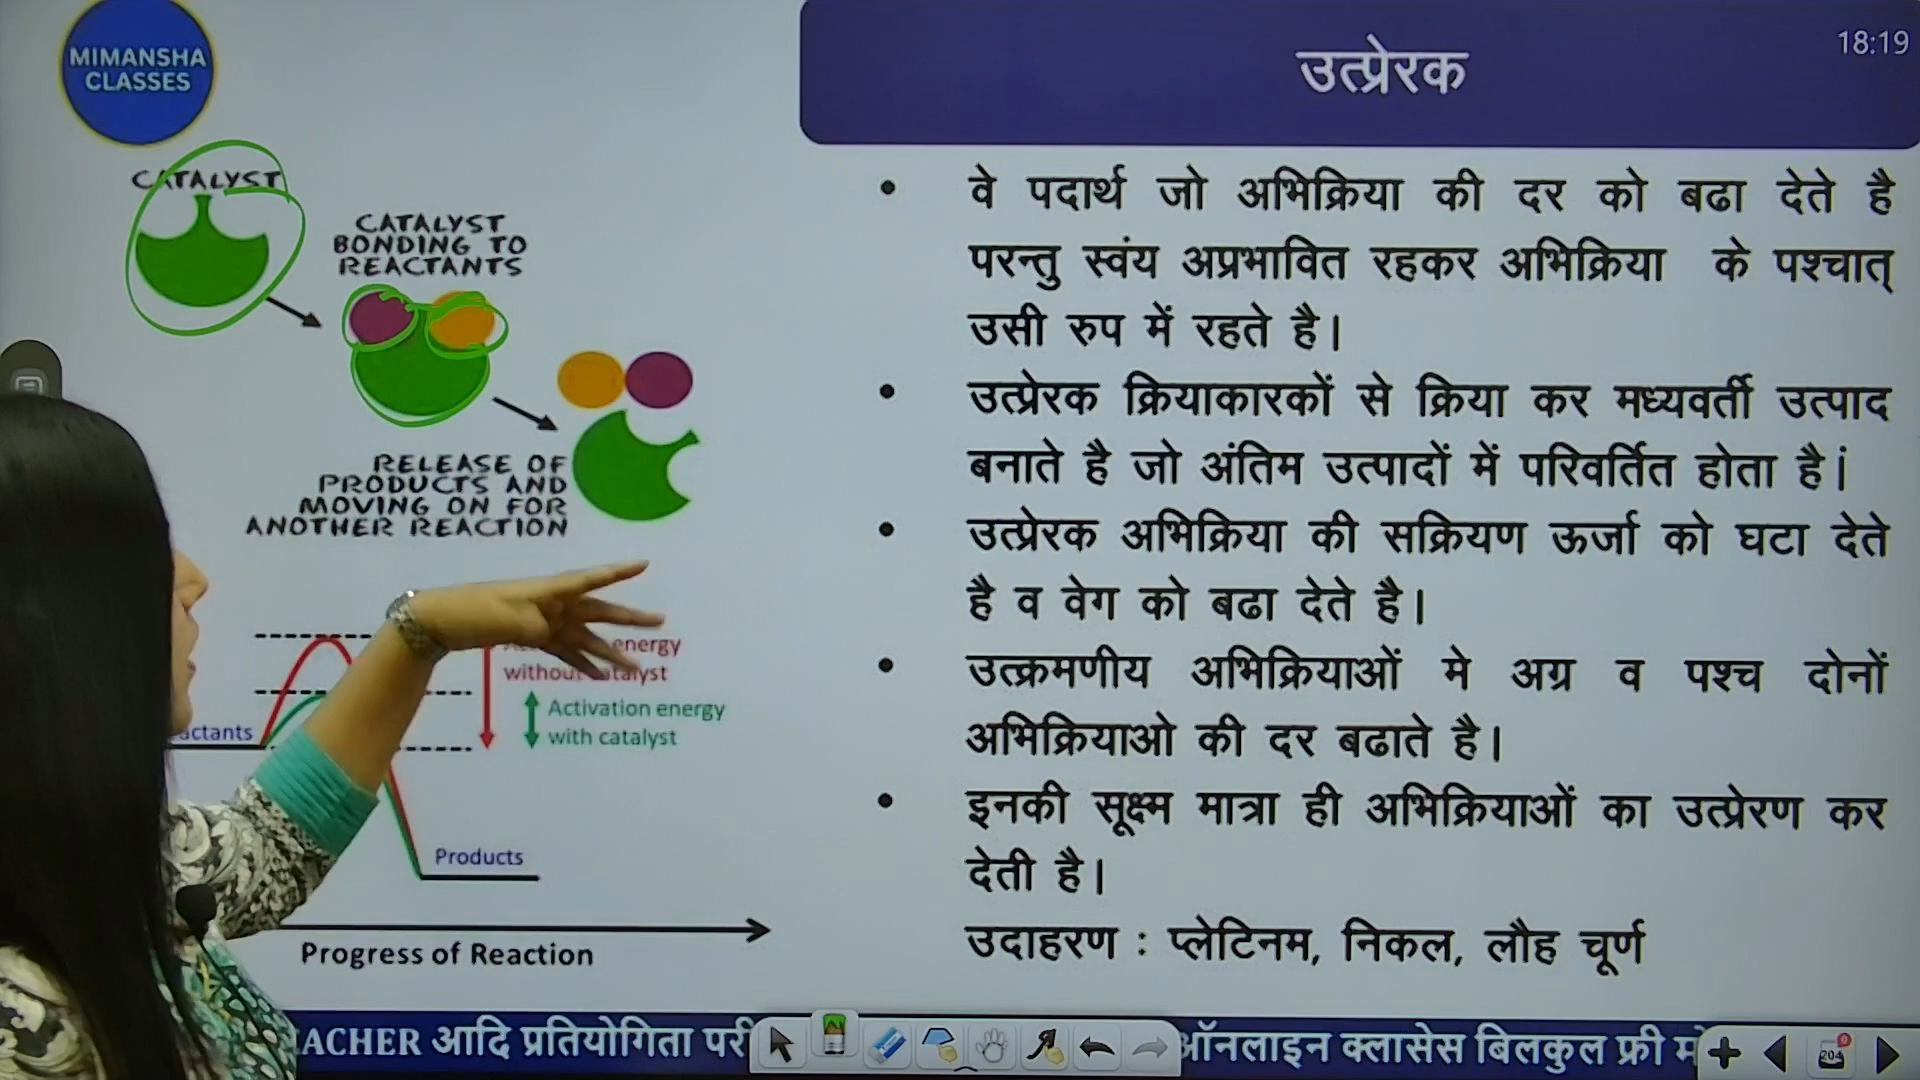 MIMANSHA
CLASSES
उत्प्रेरक
18:19
CATALYST
CATALYST
BONDING TO
REACTANTS
RELEASE OF
PRODUCTS AND
MOVING ON FOR
ANOTHER REACTION
energy
without catalyst
Activation energy
with catalyst
Products
Progress of Reaction
• वे पदार्थ जो अभिक्रिया की दर को बढा देते है
परन्तु स्वंय अप्रभावित रहकर अभिक्रिया के पश्चात्
उसी रुप में रहते है।
• उत्प्रेरक क्रियाकारकों से क्रिया कर मध्यवर्ती उत्पाद
बनाते है जो अंतिम उत्पादों में परिवर्तित होता है।
• उत्प्रेरक अभिक्रिया की सक्रियण ऊर्जा को घटा देते
है व वेग को बढा देते है।
• उत्क्रमणीय अभिक्रियाओं मे अग्र व पश्च दोनों
अभिक्रियाओ की दर बढाते है।
• इनकी सूक्ष्म मात्रा ही अभिक्रियाओं का उत्प्रेरण कर
देती है।
उदाहरण : प्लेटिनम, निकल, लौह चूर्ण
आदि प्रतियोगिता
ऑनलाइन क्लासेस बिलकुल फ्री
204